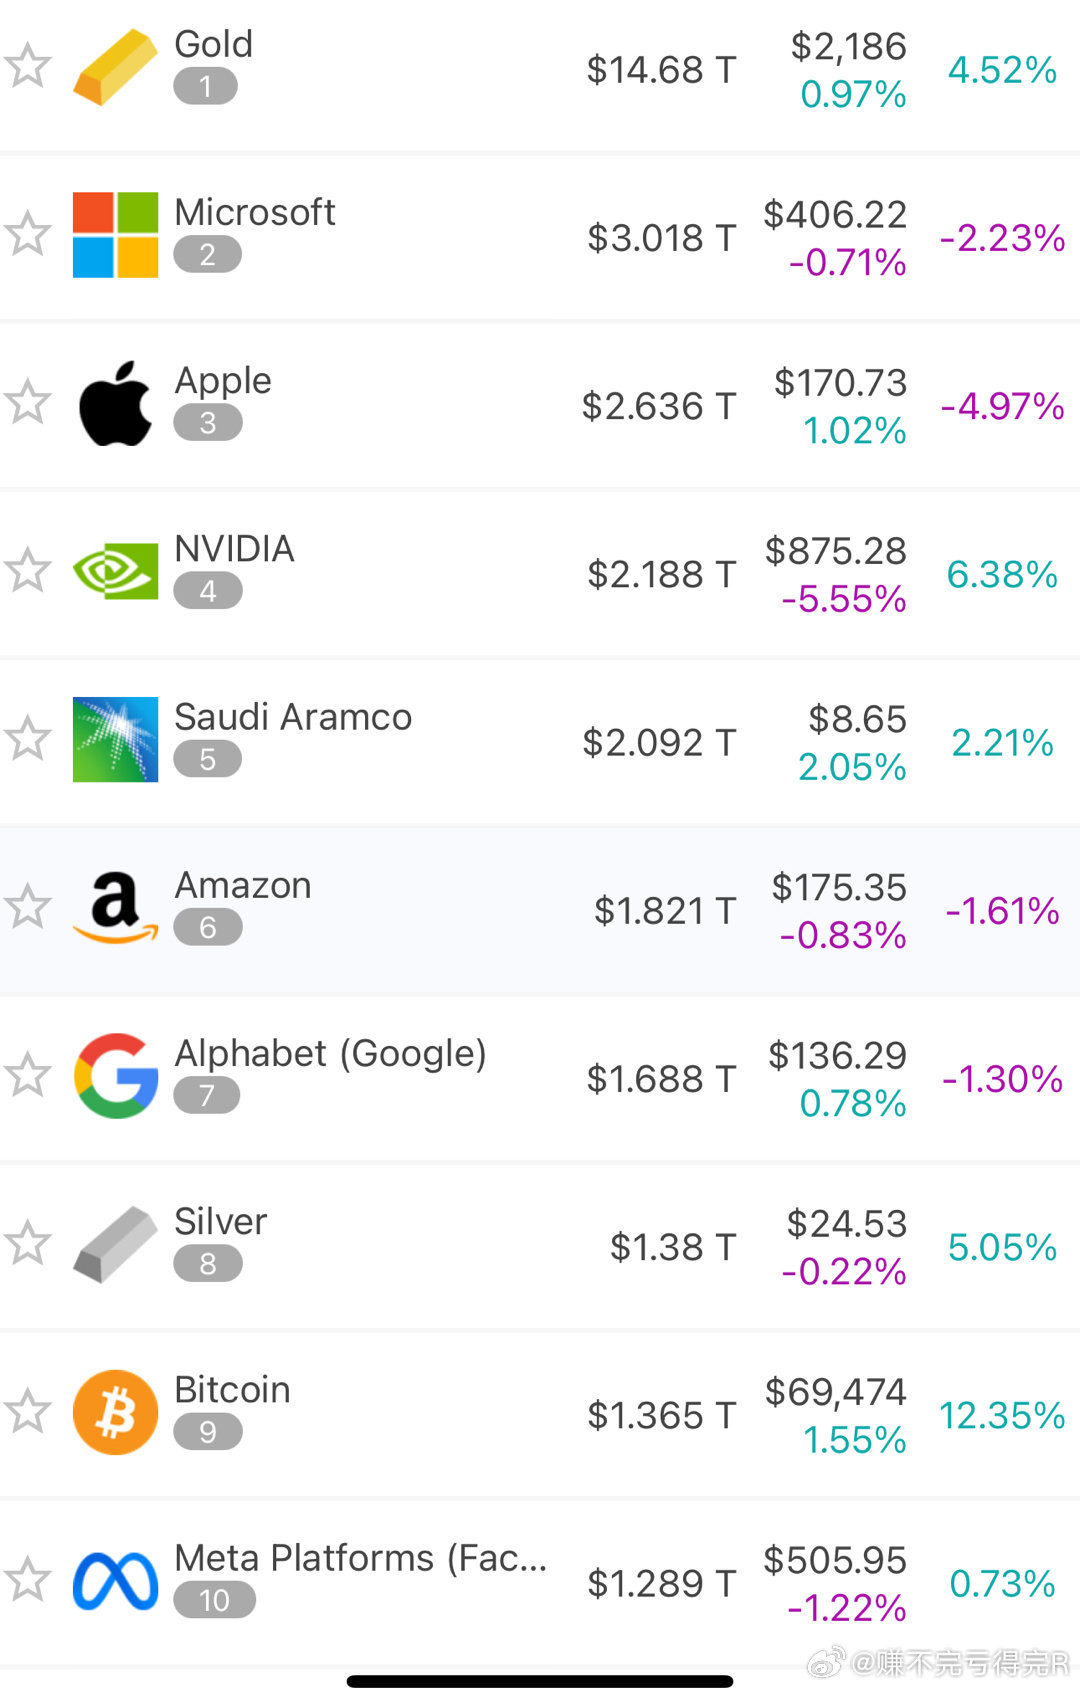 Gold
1
$14.68 T
$2,186
0.97%
4.52%
Microsoft
2
$3.018 T
$406.22
-0.71%
-2.23%
Apple
3
$2.636 T
$170.73
1.02%
-4.97%
NVIDIA
4
$2.188 T
$875.28
-5.55%
6.38%
Saudi Aramco
5
$2.092 T
$8.65
2.05%
2.21%
Amazon
6
$1.821 T
$175.35
-0.83%
-1.61%
Alphabet (Google)
7
$1.688 T
$136.29
0.78%
-1.30%
Silver
8
$1.38 T
$24.53
-0.22%
5.05%
Bitcoin
9
$1.365 T
$69,474
1.55%
12.35%
Meta Platforms (Fac...
10
$1.289 T
$505.95
-1.22%
0.73%
@赚不完亏得完R